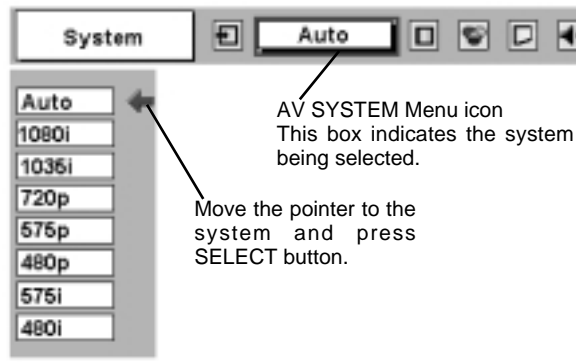 System
Auto
AV SYSTEM Menu icon
This box indicates the system
being selected.
Auto
1080i
1035i
720p
575p
480p
575i
480i
Move the pointer to the
system and press
SELECT button.